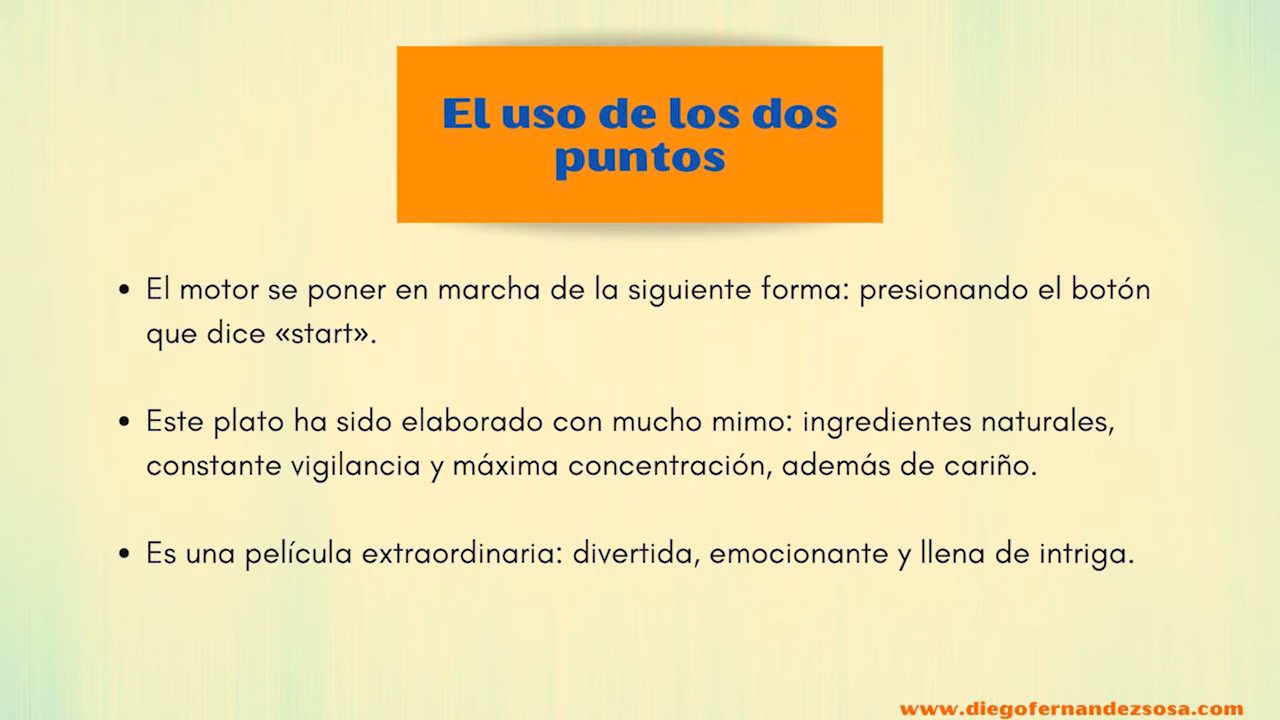 El uso de los dos
puntos
• El motor se poner en marcha de la siguiente forma: presionando el botón
que dice «start».
• Este plato ha sido elaborado con mucho mimo: ingredientes naturales,
constante vigilancia y máxima concentración, además de cariño.
• Es una película extraordinaria: divertida, emocionante y llena de intriga.
www.diegofernandezsosa.com